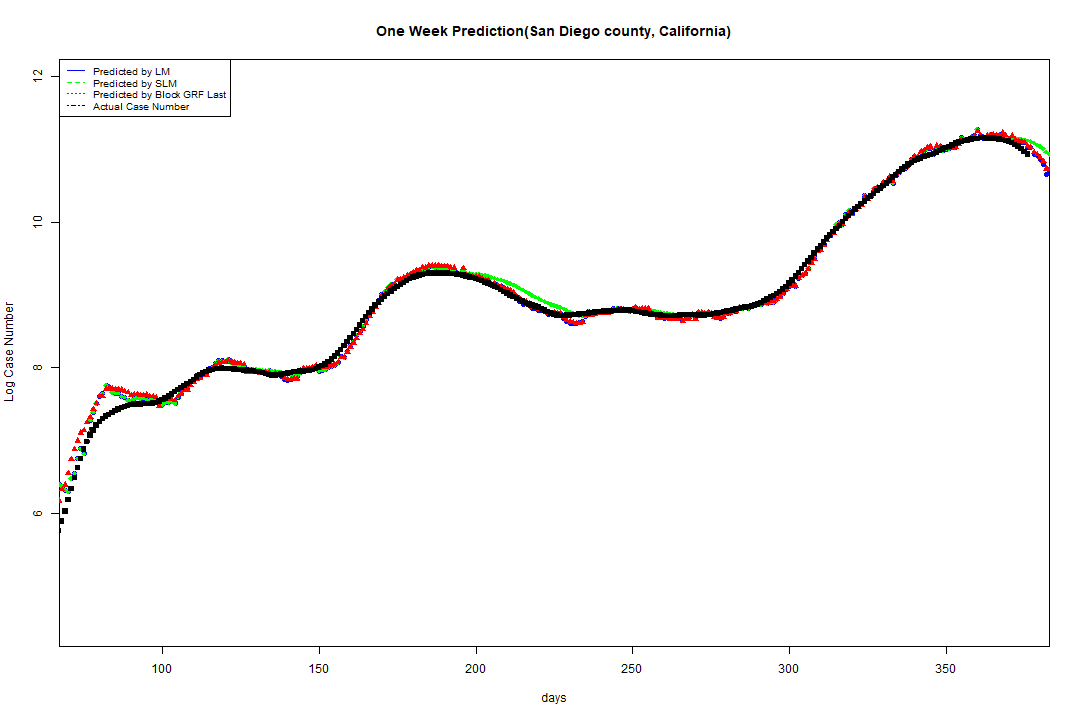 One Week Prediction(San Diego county, California)
Predicted by LM
Predicted by SLM
Predicted by Block GRF Last
Actual Case Number
12
10
8
6
Log Case Number
100 150 200 250 300 350
days